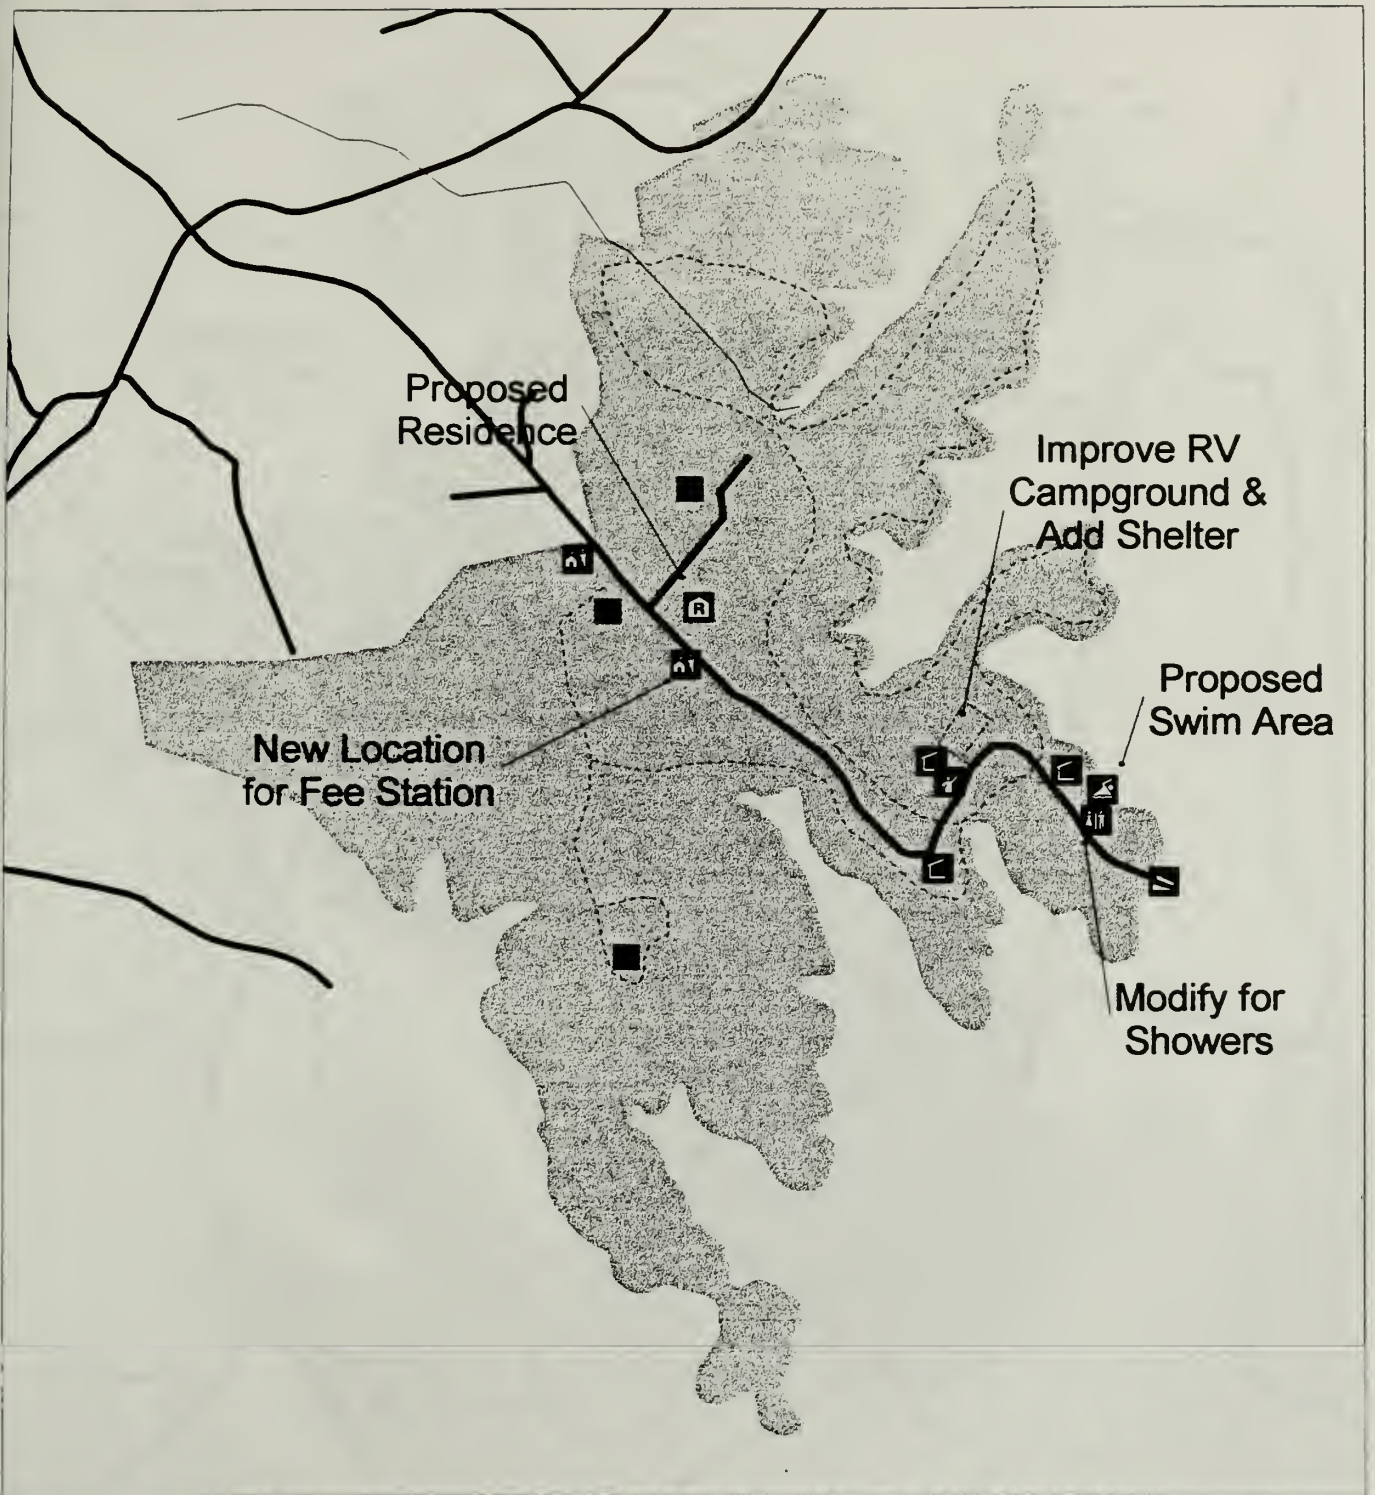 Proposed
Residence
Improve RV
Campground &
Add Shelter
R
Proposed
Swim Area
New Location
for Fee Station
Modify for
Showers